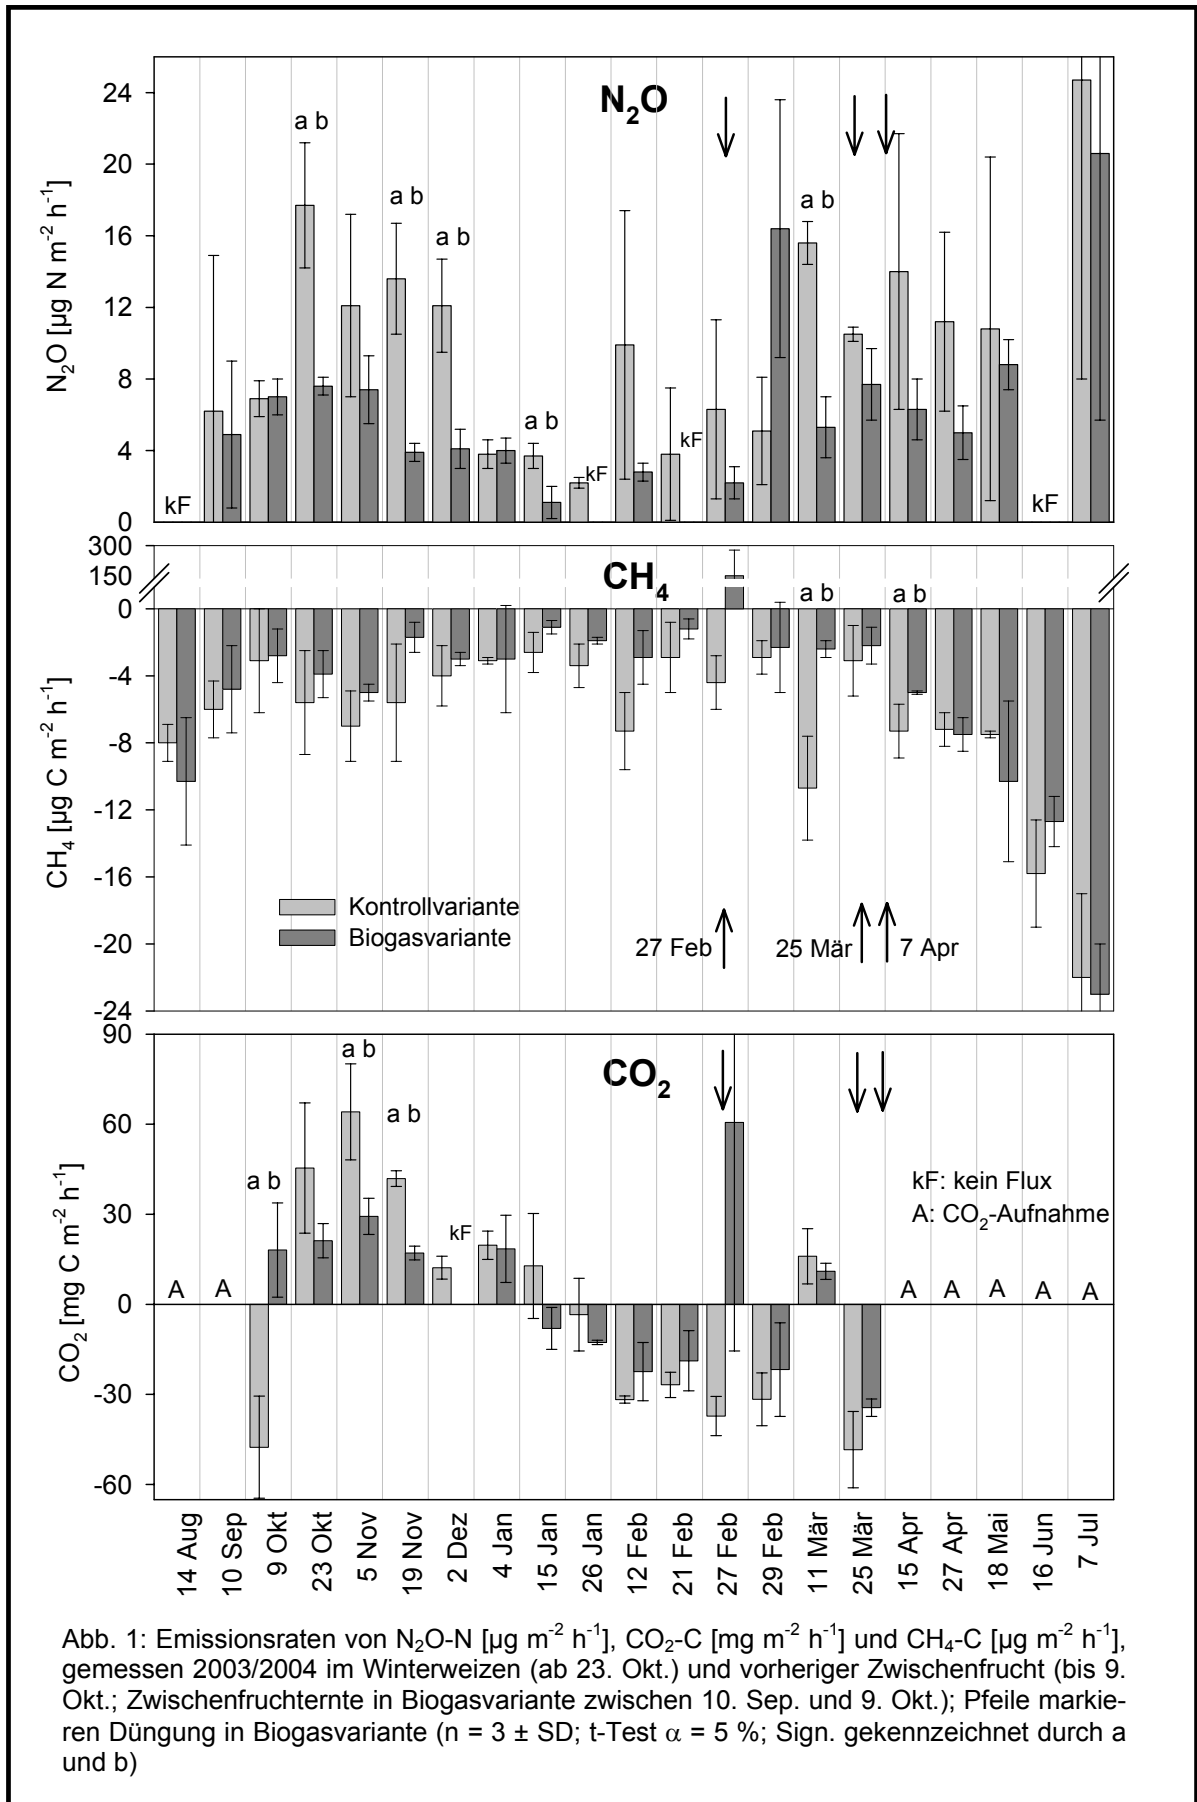 N₂O
N₂O [µg N m⁻² h⁻¹]
24
20
16
12
8
4
0
kF
a b
a b
a b
a b
kF
kF
a b
kF
CH₄
CH₄ [µg C m⁻² h⁻¹]
300
150
0
-4
-8
-12
-16
-20
-24
a b
a b
Kontrollvariante
Biogasvariante
27 Feb
25 Mär
7 Apr
CO₂
CO₂ [mg C m⁻² h⁻¹]
90
60
30
0
-30
-60
A
A
a b
a b
a b
kF
kF: kein Flux
A: CO₂-Aufnahme
A
A
A
A
A
14 Aug
10 Sep
9 Okt
23 Okt
5 Nov
19 Nov
2 Dez
4 Jan
15 Jan
26 Jan
12 Feb
21 Feb
27 Feb
29 Feb
11 Mär
25 Mär
15 Apr
27 Apr
18 Mai
16 Jun
7 Jul
Abb. 1: Emissionsraten von N₂O-N [µg m⁻² h⁻¹], CO₂-C [mg m⁻² h⁻¹] und CH₄-C [µg m⁻² h⁻¹],
gemessen 2003/2004 im Winterweizen (ab 23. Okt.) und vorheriger Zwischenfrucht (bis 9.
Okt.; Zwischenfruchternte in Biogasvariante zwischen 10. Sep. und 9. Okt.); Pfeile markie-
ren Düngung in Biogasvariante (n = 3 ± SD; t-Test α = 5 %; Sign. gekennzeichnet durch a
und b)